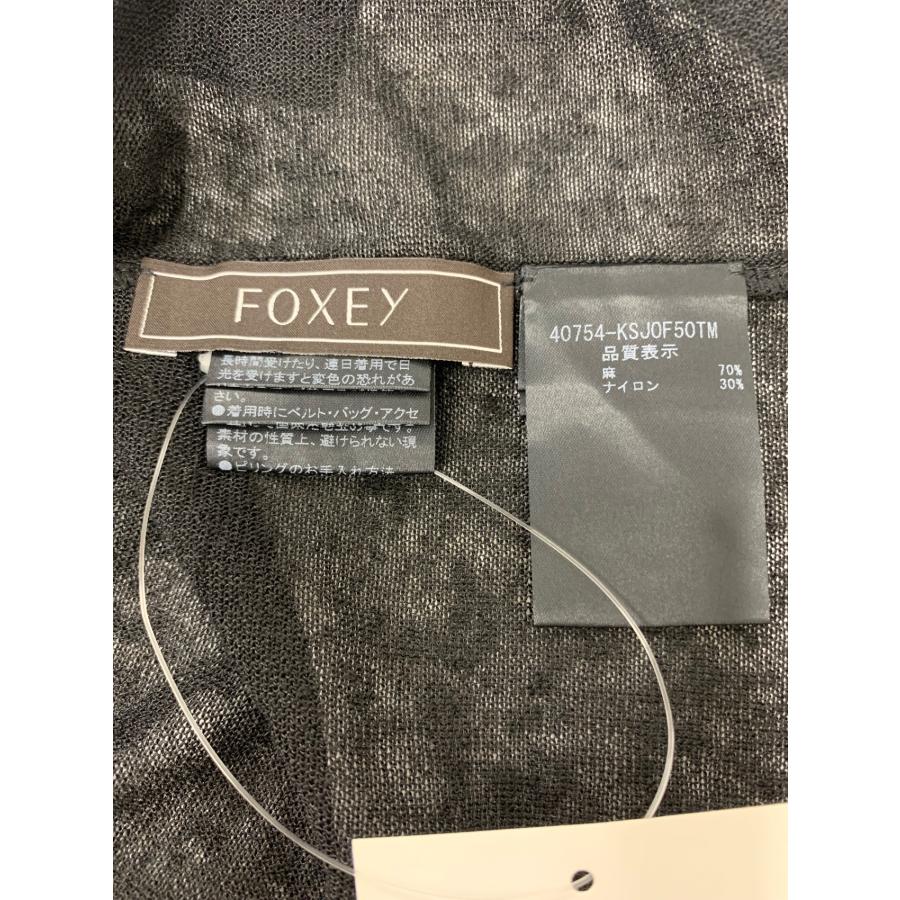 FOXEY
長時間受けたり、連日着用で日
光を受けますと変色の恐れがあ
さい。
●着用時にベルト・バッグ・アクセ
素材の性質上、避けられない現
象です。
●ピリングのお手入れ方法
40754-KSJ0F50TM
品質表示
麻 70%
ナイロン 30%